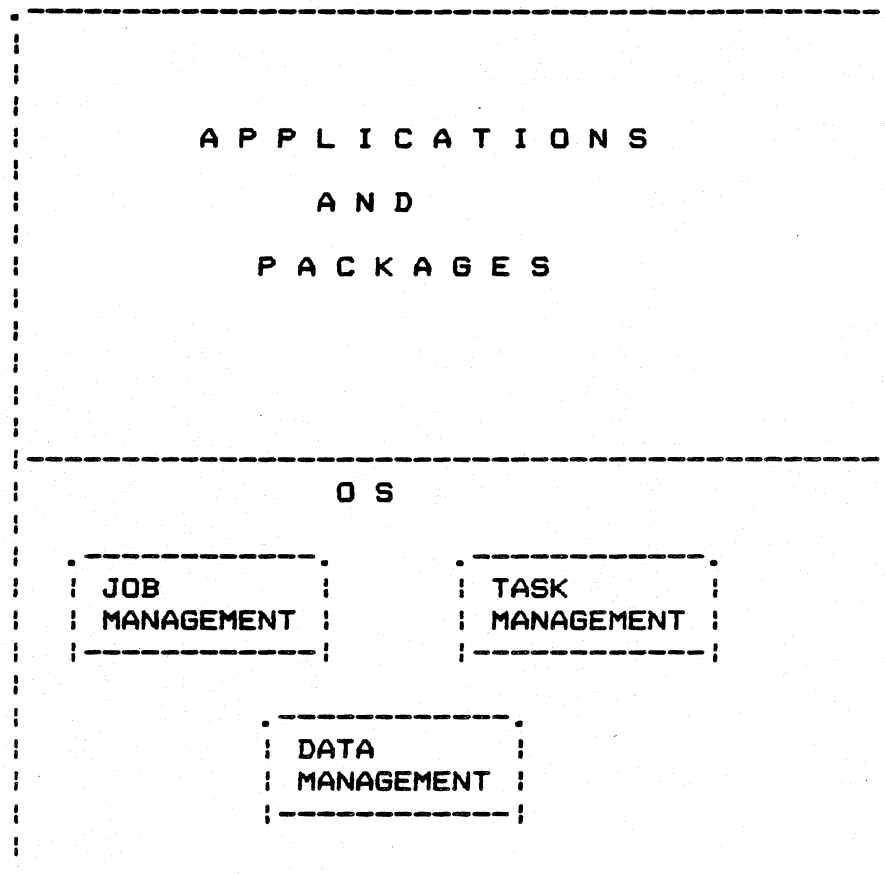 A P P L I C A T I O N S
A N D
P A C K A G E S
O S
JOB
MANAGEMENT
TASK
MANAGEMENT
DATA
MANAGEMENT